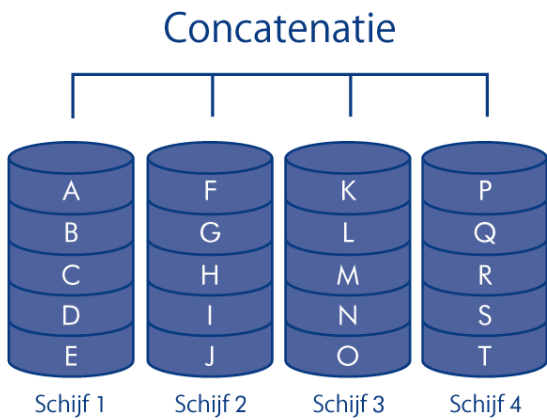 Concatenatie
A F K P
B G L Q
C H M R
D I N S
E J O T
Schijf 1 Schijf 2 Schijf 3 Schijf 4